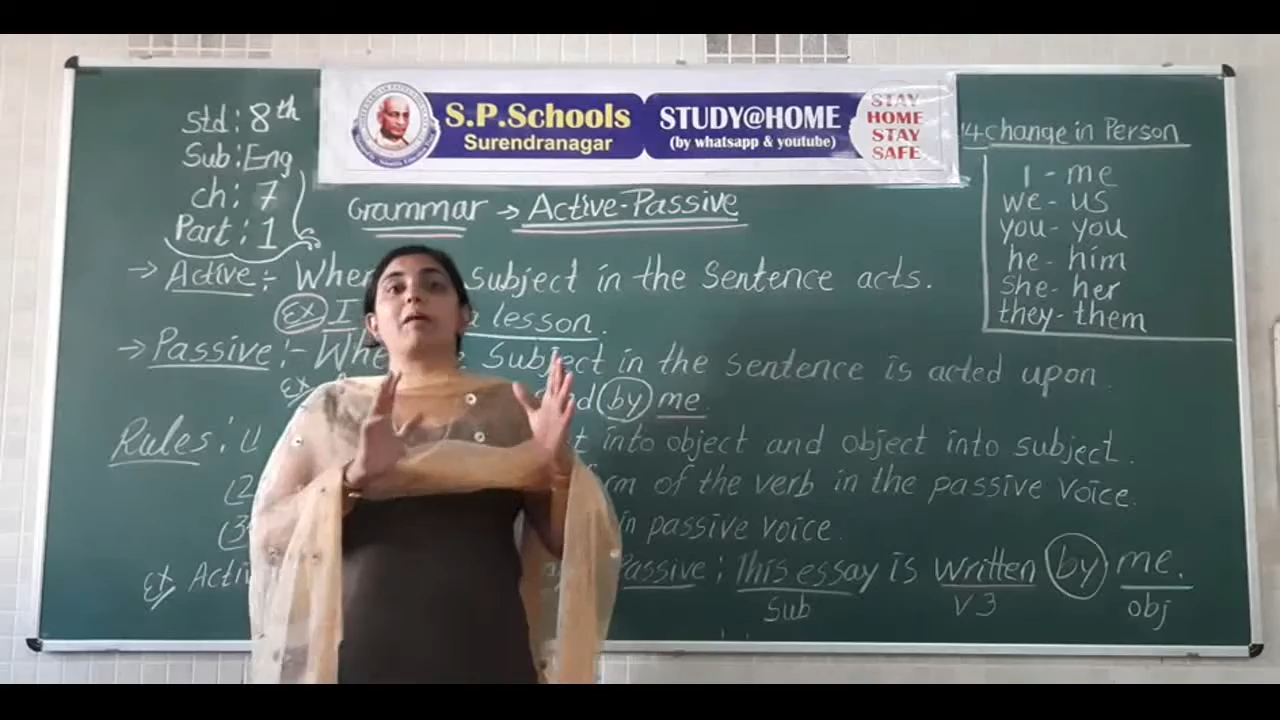 Std: 8th
Sub: Eng
ch: 7
Part: 1
S.P.Schools
Surendranagar
STUDY@HOME
(by whatsapp & youtube)
STAY
HOME
STAY
SAFE
Grammar → Active-Passive
→ Active :- subject in the sentence acts.
Ex I a lesson.
→ Passive :- subject in the sentence is acted upon.
Ex by me.
Rules: into object and object into subject.
of the verb in the passive voice.
in passive voice.
Ex Passive : This essay is written by me.
Sub V3 obj
4 change in Person
I - me
we - us
you - you
he - him
she - her
they - them